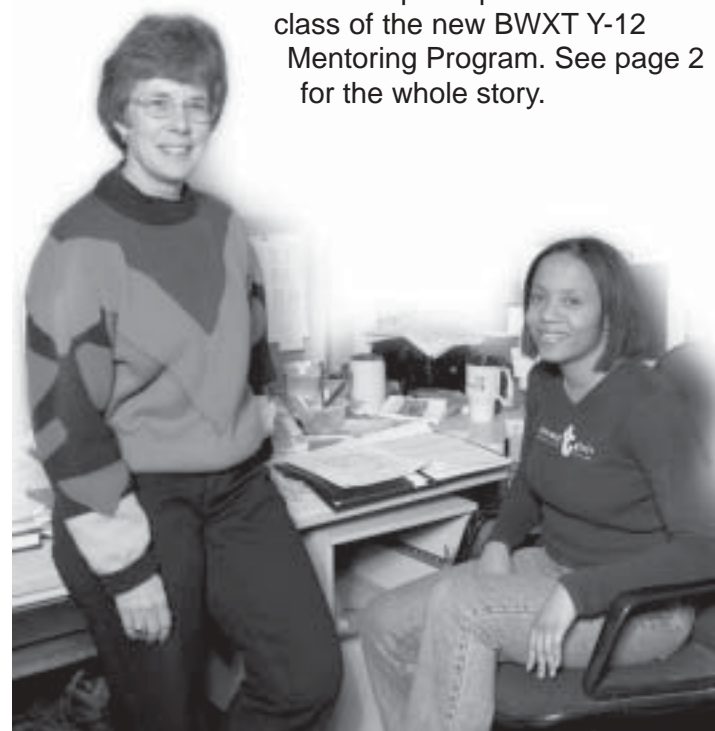 class of the new BWXT Y-12
Mentoring Program. See page 2
for the whole story.